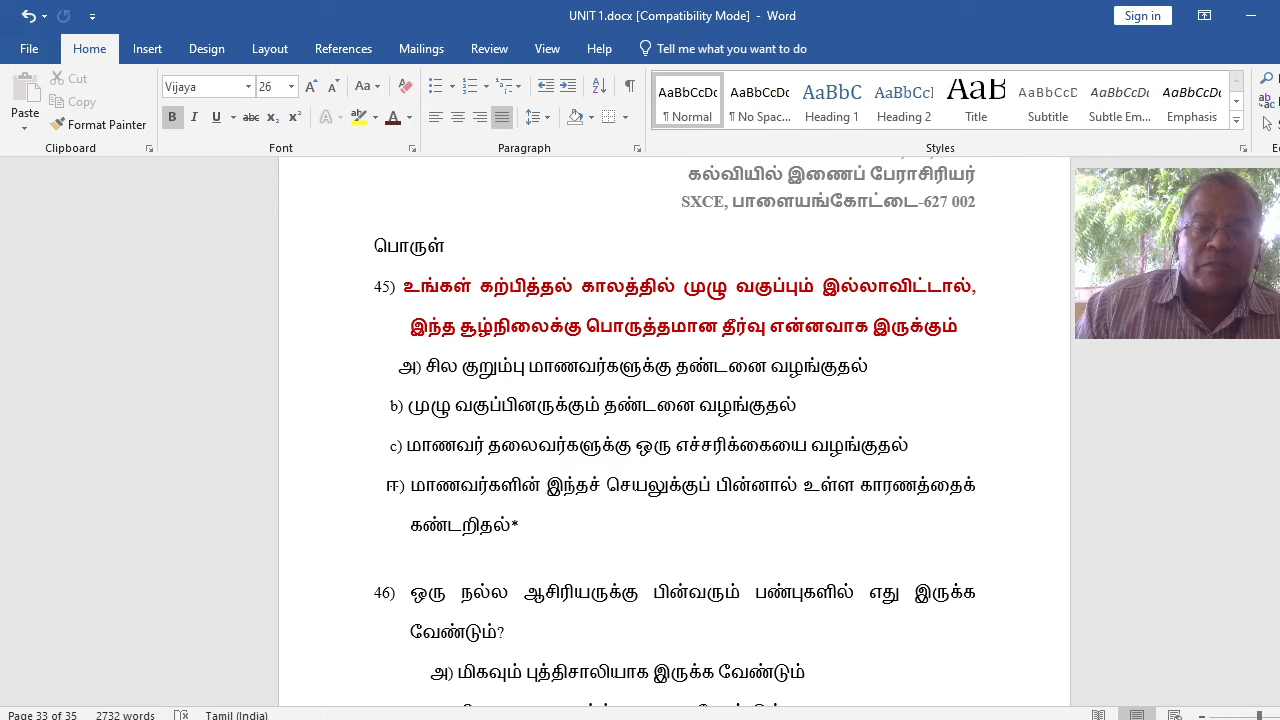 UNIT 1.docx [Compatibility Mode] - Word
Sign in
File Home Insert Design Layout References Mailings Review View Help Tell me what you want to do
Cut
Copy
Paste
Format Painter
Vijaya 26
Aa
B I U abc X₂ X²
A A
Clipboard Font Paragraph Styles
AaBbCcDc AaBbCcDc AaBbC AaBbCcI AaB AaBbCcD AaBbCcDc AaBbCcDc
¶ Normal ¶ No Spac... Heading 1 Heading 2 Title Subtitle Subtle Em... Emphasis
கல்வியில் இணைப் பேராசிரியர்
SXCE, பாளையங்கோட்டை-627 002
பொருள்
45) உங்கள் கற்பித்தல் காலத்தில் முழு வகுப்பும் இல்லாவிட்டால்,
இந்த சூழ்நிலைக்கு பொருத்தமான தீர்வு என்னவாக இருக்கும்
அ) சில குறும்பு மாணவர்களுக்கு தண்டனை வழங்குதல்
b) முழு வகுப்பினருக்கும் தண்டனை வழங்குதல்
c) மாணவர் தலைவர்களுக்கு ஒரு எச்சரிக்கையை வழங்குதல்
ஈ) மாணவர்களின் இந்தச் செயலுக்குப் பின்னால் உள்ள காரணத்தைக்
கண்டறிதல்*
46) ஒரு நல்ல ஆசிரியருக்கு பின்வரும் பண்புகளில் எது இருக்க
வேண்டும்?
அ) மிகவும் புத்திசாலியாக இருக்க வேண்டும்
Page 33 of 35 2732 words Tamil (India)